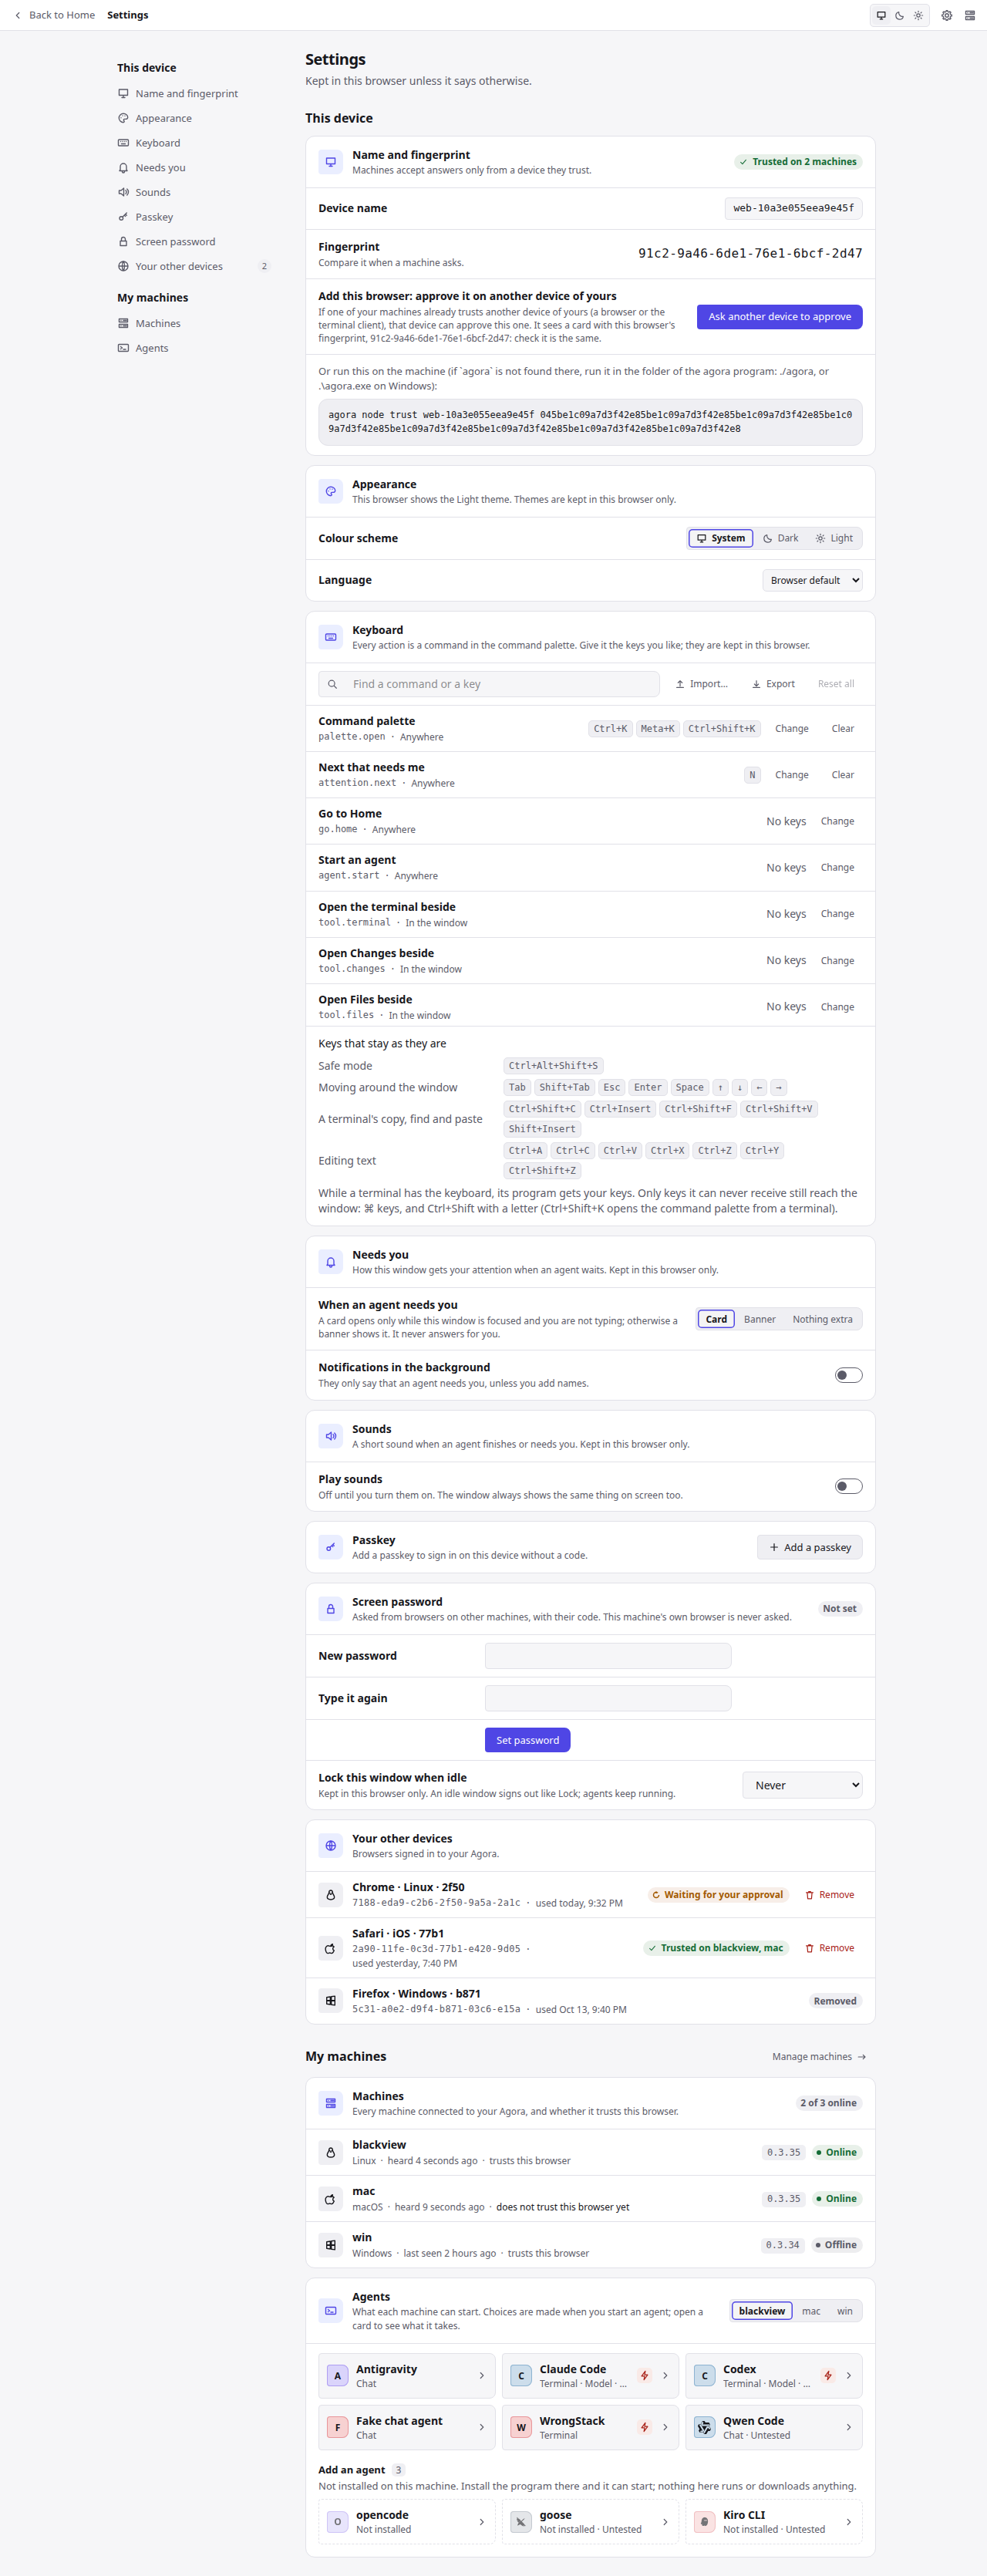 Back to Home Settings
This device
Name and fingerprint
Appearance
Keyboard
Needs you
Sounds
Passkey
Screen password
Your other devices 2
My machines
Machines
Agents
Settings
Kept in this browser unless it says otherwise.
This device
Name and fingerprint
Machines accept answers only from a device they trust.
Trusted on 2 machines
Device name
web-10a3e055eea9e45f
Fingerprint
Compare it when a machine asks.
91c2-9a46-6de1-76e1-6bcf-2d47
Add this browser: approve it on another device of yours
If one of your machines already trusts another device of yours (a browser or the
terminal client), that device can approve this one. It sees a card with this browser's
fingerprint, 91c2-9a46-6de1-76e1-6bcf-2d47: check it is the same.
Ask another device to approve
Or run this on the machine (if `agora` is not found there, run it in the folder of the agora program: ./agora, or
.\agora.exe on Windows):
agora node trust web-10a3e055eea9e45f 045be1c09a7d3f42e85be1c09a7d3f42e85be1c09a7d3f42e85be1c09a7d3f42e85be1c0
9a7d3f42e85be1c09a7d3f42e85be1c09a7d3f42e85be1c09a7d3f42e85be1c09a7d3f42e8
Appearance
This browser shows the Light theme. Themes are kept in this browser only.
Colour scheme
System Dark Light
Language
Browser default
Keyboard
Every action is a command in the command palette. Give it the keys you like; they are kept in this browser.
Find a command or a key
Import... Export Reset all
Command palette
palette.open · Anywhere
Ctrl+K Meta+K Ctrl+Shift+K Change Clear
Next that needs me
attention.next · Anywhere
N Change Clear
Go to Home
go.home · Anywhere
No keys Change
Start an agent
agent.start · Anywhere
No keys Change
Open the terminal beside
tool.terminal · In the window
No keys Change
Open Changes beside
tool.changes · In the window
No keys Change
Open Files beside
tool.files · In the window
No keys Change
Keys that stay as they are
Safe mode Ctrl+Alt+Shift+S
Moving around the window Tab Shift+Tab Esc Enter Space ↑ ↓ ← →
A terminal's copy, find and paste Ctrl+Shift+C Ctrl+Insert Ctrl+Shift+F Ctrl+Shift+V
Shift+Insert
Editing text Ctrl+A Ctrl+C Ctrl+V Ctrl+X Ctrl+Z Ctrl+Y
Ctrl+Shift+Z
While a terminal has the keyboard, its program gets your keys. Only keys it can never receive still reach the
window: ⌘ keys, and Ctrl+Shift with a letter (Ctrl+Shift+K opens the command palette from a terminal).
Needs you
How this window gets your attention when an agent waits. Kept in this browser only.
When an agent needs you
A card opens only while this window is focused and you are not typing; otherwise a
banner shows it. It never answers for you.
Card Banner Nothing extra
Notifications in the background
They only say that an agent needs you, unless you add names.
Sounds
A short sound when an agent finishes or needs you. Kept in this browser only.
Play sounds
Off until you turn them on. The window always shows the same thing on screen too.
Passkey
Add a passkey to sign in on this device without a code.
Add a passkey
Screen password
Asked from browsers on other machines, with their code. This machine's own browser is never asked.
Not set
New password
Type it again
Set password
Lock this window when idle
Kept in this browser only. An idle window signs out like Lock; agents keep running.
Never
Your other devices
Browsers signed in to your Agora.
Chrome · Linux · 2f50
7188-eda9-c2b6-2f50-9a5a-2a1c · used today, 9:32 PM
Waiting for your approval Remove
Safari · iOS · 77b1
2a90-11fe-0c3d-77b1-e420-9d05 ·
used yesterday, 7:40 PM
Trusted on blackview, mac Remove
Firefox · Windows · b871
5c31-a0e2-d9f4-b871-03c6-e15a · used Oct 13, 9:40 PM
Removed
My machines
Manage machines →
Machines
Every machine connected to your Agora, and whether it trusts this browser.
2 of 3 online
blackview
Linux · heard 4 seconds ago · trusts this browser
0.3.35 Online
mac
macOS · heard 9 seconds ago · does not trust this browser yet
0.3.35 Online
win
Windows · last seen 2 hours ago · trusts this browser
0.3.34 Offline
Agents
What each machine can start. Choices are made when you start an agent; open a
card to see what it takes.
blackview mac win
A Antigravity
Chat
C Claude Code
Terminal · Model · ...
C Codex
Terminal · Model · ...
F Fake chat agent
Chat
W WrongStack
Terminal
Qwen Code
Chat · Untested
Add an agent 3
Not installed on this machine. Install the program there and it can start; nothing here runs or downloads anything.
O opencode
Not installed
goose
Not installed · Untested
Kiro CLI
Not installed · Untested